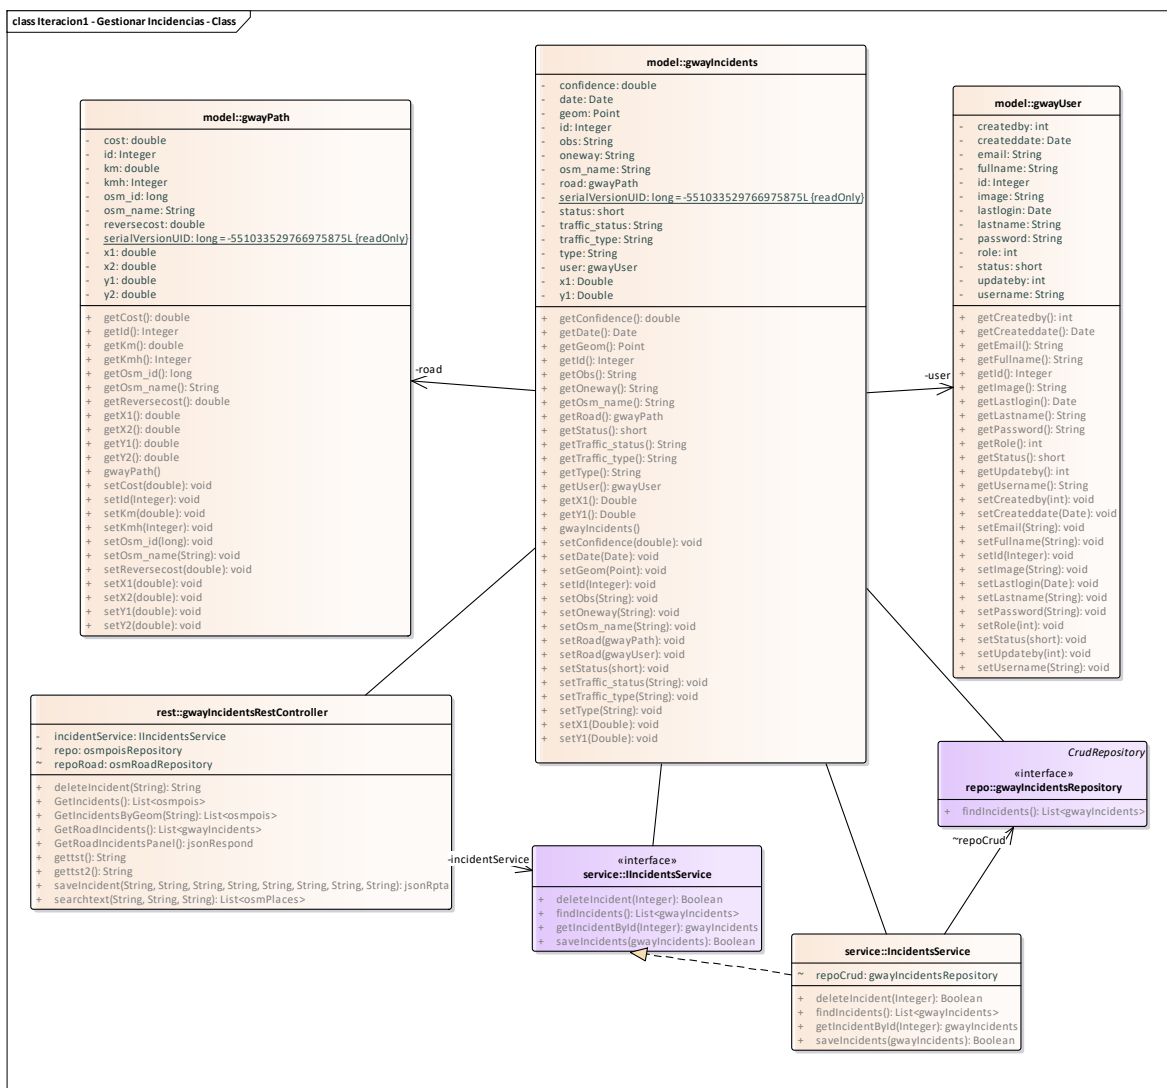 class Iteracion1 - Gestionar Incidencias - Class
model::gwayPath
- cost: double
- id: Integer
- km: double
- kmh: Integer
- osm_id: long
- osm_name: String
- reversecost: double
- serialVersionUID: long = -551033529766975875L {readOnly}
- x1: double
- x2: double
- y1: double
- y2: double
+ getCost(): double
+ getId(): Integer
+ getKm(): double
+ getKmh(): Integer
+ getOsm_id(): long
+ getOsm_name(): String
+ getReversecost(): double
+ getX1(): double
+ getX2(): double
+ getY1(): double
+ getY2(): double
+ gwayPath()
+ setCost(double): void
+ setId(Integer): void
+ setKm(double): void
+ setKmh(Integer): void
+ setOsm_id(long): void
+ setOsm_name(String): void
+ setReversecost(double): void
+ setX1(double): void
+ setX2(double): void
+ setY1(double): void
+ setY2(double): void
-road
model::gwayIncidents
- confidence: double
- date: Date
- geom: Point
- id: Integer
- obs: String
- oneway: String
- osm_name: String
- road: gwayPath
- serialVersionUID: long = -551033529766975875L {readOnly}
- status: short
- traffic_status: String
- traffic_type: String
- type: String
- user: gwayUser
- x1: Double
- y1: Double
+ getConfidence(): double
+ getDate(): Date
+ getGeom(): Point
+ getId(): Integer
+ getObs(): String
+ getOneway(): String
+ getOsm_name(): String
+ getRoad(): gwayPath
+ getStatus(): short
+ getTraffic_status(): String
+ getTraffic_type(): String
+ getType(): String
+ getUser(): gwayUser
+ getX1(): Double
+ getY1(): Double
+ gwayIncidents()
+ setConfidence(double): void
+ setDate(Date): void
+ setGeom(Point): void
+ setId(Integer): void
+ setObs(String): void
+ setOneway(String): void
+ setOsm_name(String): void
+ setRoad(gwayPath): void
+ setRoad(gwayUser): void
+ setStatus(short): void
+ setTraffic_status(String): void
+ setTraffic_type(String): void
+ setType(String): void
+ setX1(Double): void
+ setY1(Double): void
-user
model::gwayUser
- createdby: int
- createddate: Date
- email: String
- fullname: String
- id: Integer
- image: String
- lastlogin: Date
- lastname: String
- password: String
- role: int
- status: short
- updateby: int
- username: String
+ getCreatedby(): int
+ getCreateddate(): Date
+ getEmail(): String
+ getFullname(): String
+ getId(): Integer
+ getImage(): String
+ getLastlogin(): Date
+ getLastname(): String
+ getPassword(): String
+ getRole(): int
+ getStatus(): short
+ getUpdateby(): int
+ getUsername(): String
+ setCreatedby(int): void
+ setCreateddate(Date): void
+ setEmail(String): void
+ setFullname(String): void
+ setId(Integer): void
+ setImage(String): void
+ setLastlogin(Date): void
+ setLastname(String): void
+ setPassword(String): void
+ setRole(int): void
+ setStatus(short): void
+ setUpdateby(int): void
+ setUsername(String): void
rest::gwayIncidentsRestController
- incidentService: IIncidentsService
~ repo: osmpoisRepository
~ repoRoad: osmRoadRepository
+ deleteIncident(String): String
+ GetIncidents(): List<osmpois>
+ GetIncidentsByGeom(String): List<osmpois>
+ GetRoadIncidents(): List<gwayIncidents>
+ GetRoadIncidentsPanel(): jsonRespond
+ gettst(): String
+ gettst2(): String
+ saveIncident(String, String, String, String, String, String, String, String): jsonRpta
+ searchtext(String, String, String): List<osmPlaces>
-incidentService
«interface»
service::IIncidentsService
+ deleteIncident(Integer): Boolean
+ findIncidents(): List<gwayIncidents>
+ getIncidentById(Integer): gwayIncidents
+ saveIncidents(gwayIncidents): Boolean
CrudRepository
«interface»
repo::gwayIncidentsRepository
+ findIncidents(): List<gwayIncidents>
~repoCrud
service::IncidentsService
~ repoCrud: gwayIncidentsRepository
+ deleteIncident(Integer): Boolean
+ findIncidents(): List<gwayIncidents>
+ getIncidentById(Integer): gwayIncidents
+ saveIncidents(gwayIncidents): Boolean